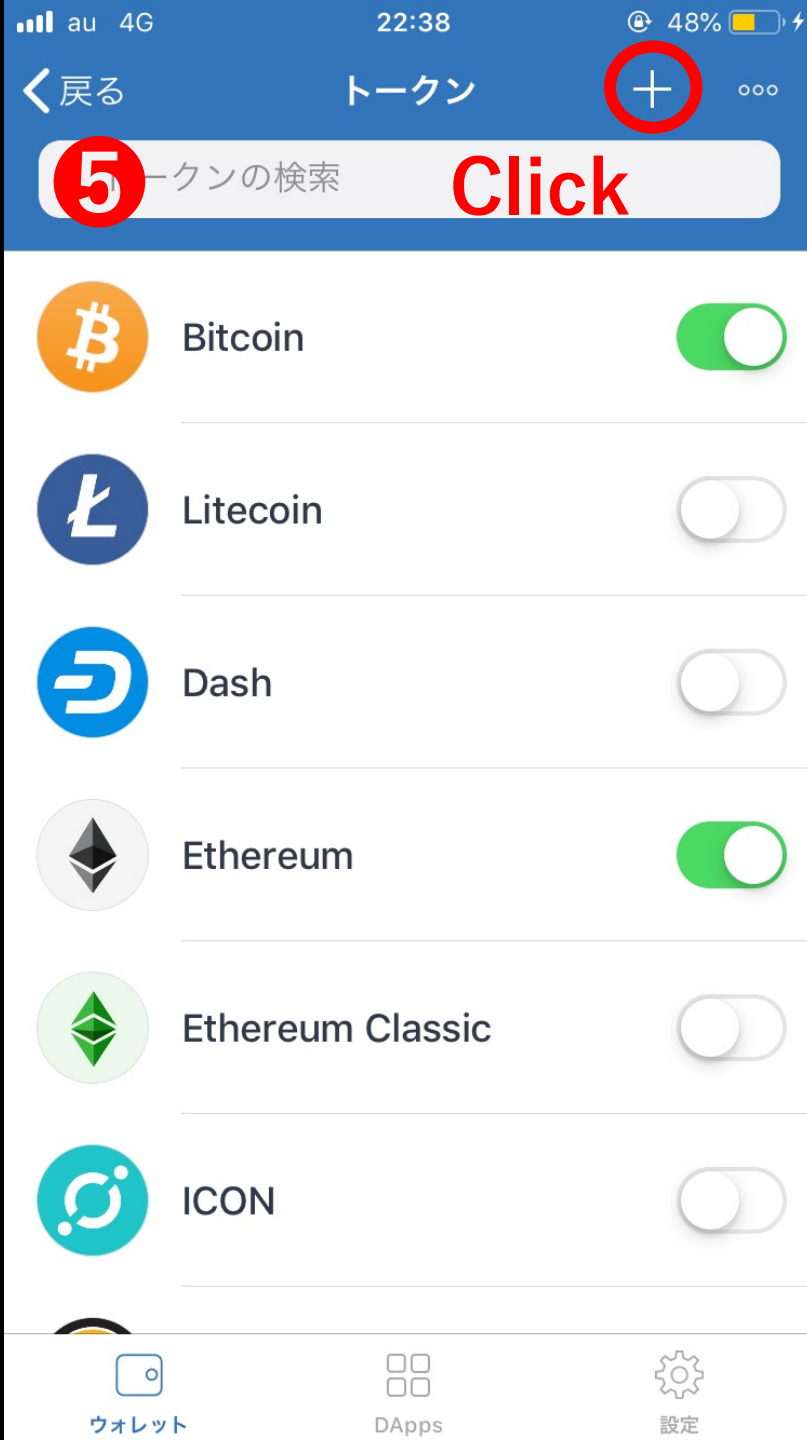 au 4G 22:38 48%
戻る トークン
5 ークンの検索 Click
Bitcoin
Litecoin
Dash
Ethereum
Ethereum Classic
ICON
ウォレット DApps 設定